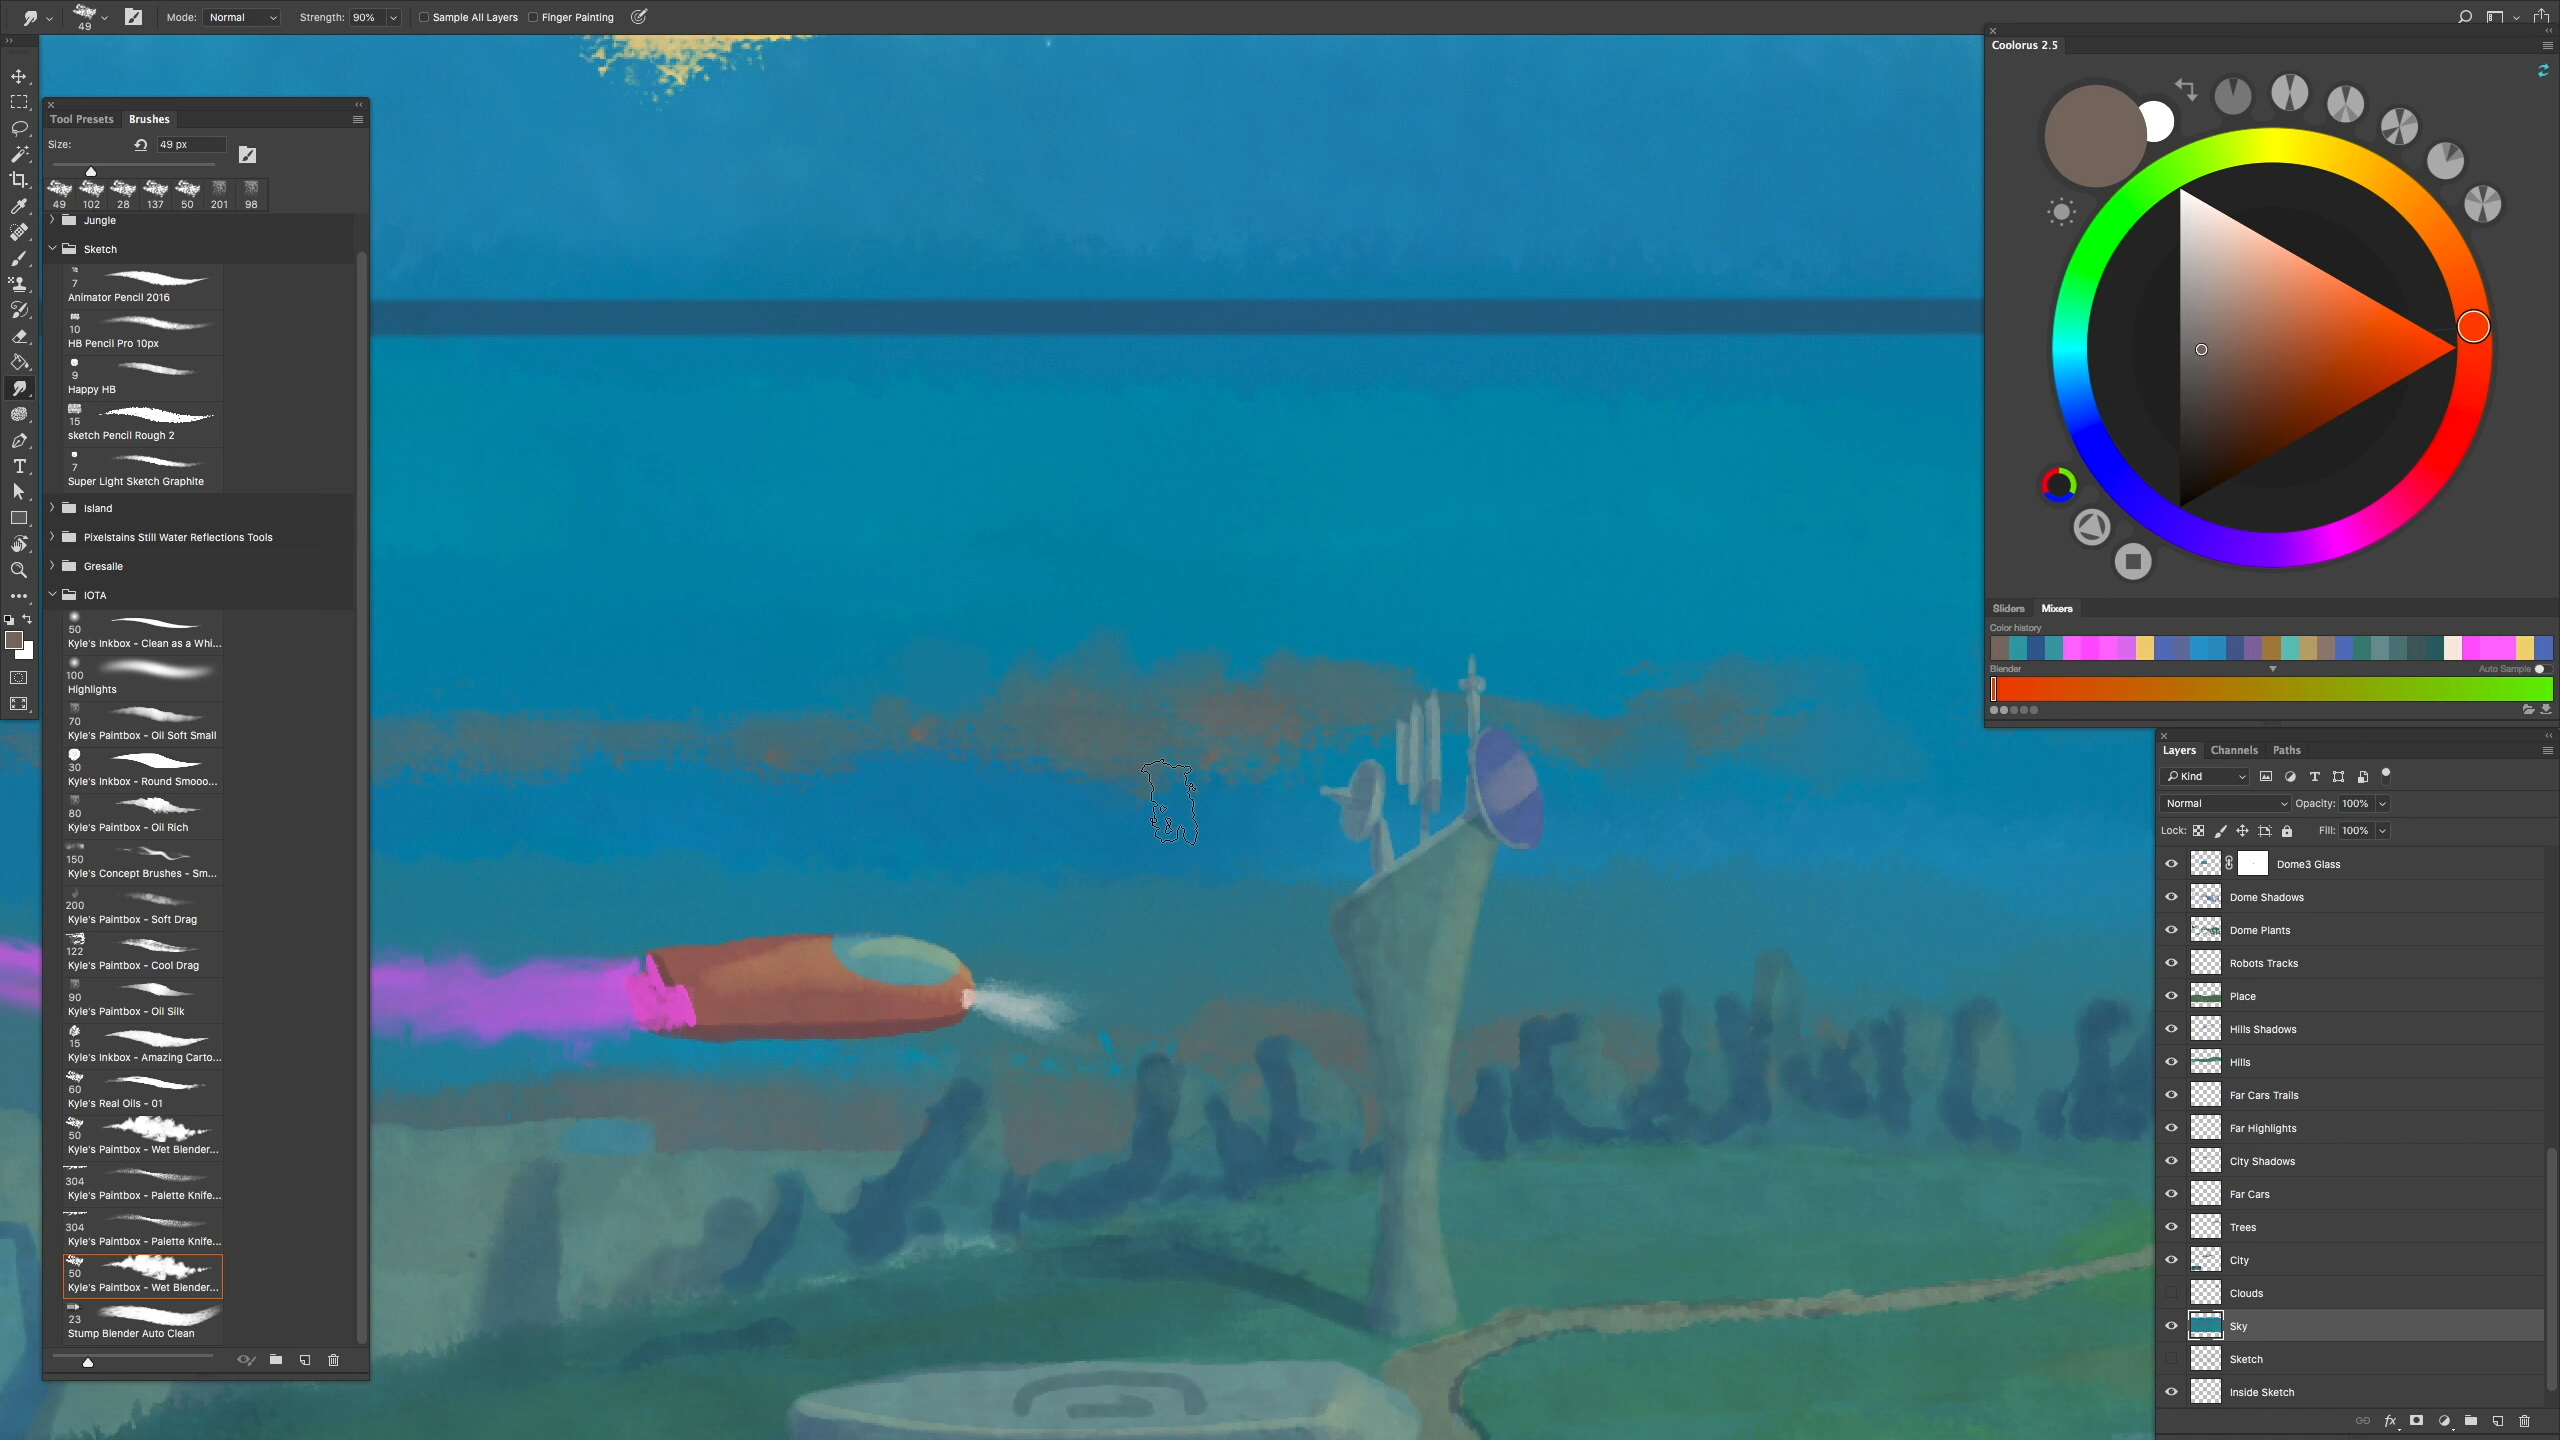 49
Mode: Normal
Strength: 90%
Sample All Layers
Finger Painting
Tool Presets
Brushes
Size:
49 px
49 102 28 137 50 201 98
Jungle
Sketch
7
Animator Pencil 2016
10
HB Pencil Pro 10px
9
Happy HB
15
sketch Pencil Rough 2
7
Super Light Sketch Graphite
Island
Pixelstains Still Water Reflections Tools
Gresalle
IOTA
50
Kyle's Inkbox - Clean as a Whi...
100
Highlights
70
Kyle's Paintbox - Oil Soft Small
30
Kyle's Inkbox - Round Smooo...
80
Kyle's Paintbox - Oil Rich
150
Kyle's Concept Brushes - Sm...
200
Kyle's Paintbox - Soft Drag
122
Kyle's Paintbox - Cool Drag
90
Kyle's Paintbox - Oil Silk
15
Kyle's Inkbox - Amazing Carto...
60
Kyle's Real Oils - 01
50
Kyle's Paintbox - Wet Blender...
304
Kyle's Paintbox - Palette Knife...
304
Kyle's Paintbox - Palette Knife...
50
Kyle's Paintbox - Wet Blender...
23
Stump Blender Auto Clean
Coolorus 2.5
Sliders
Mixers
Color history
Blender
Auto Sample
Layers
Channels
Paths
Kind
Normal
Opacity: 100%
Lock:
Fill: 100%
Dome3 Glass
Dome Shadows
Dome Plants
Robots Tracks
Place
Hills Shadows
Hills
Far Cars Trails
Far Highlights
City Shadows
Far Cars
Trees
City
Clouds
Sky
Sketch
Inside Sketch
fx